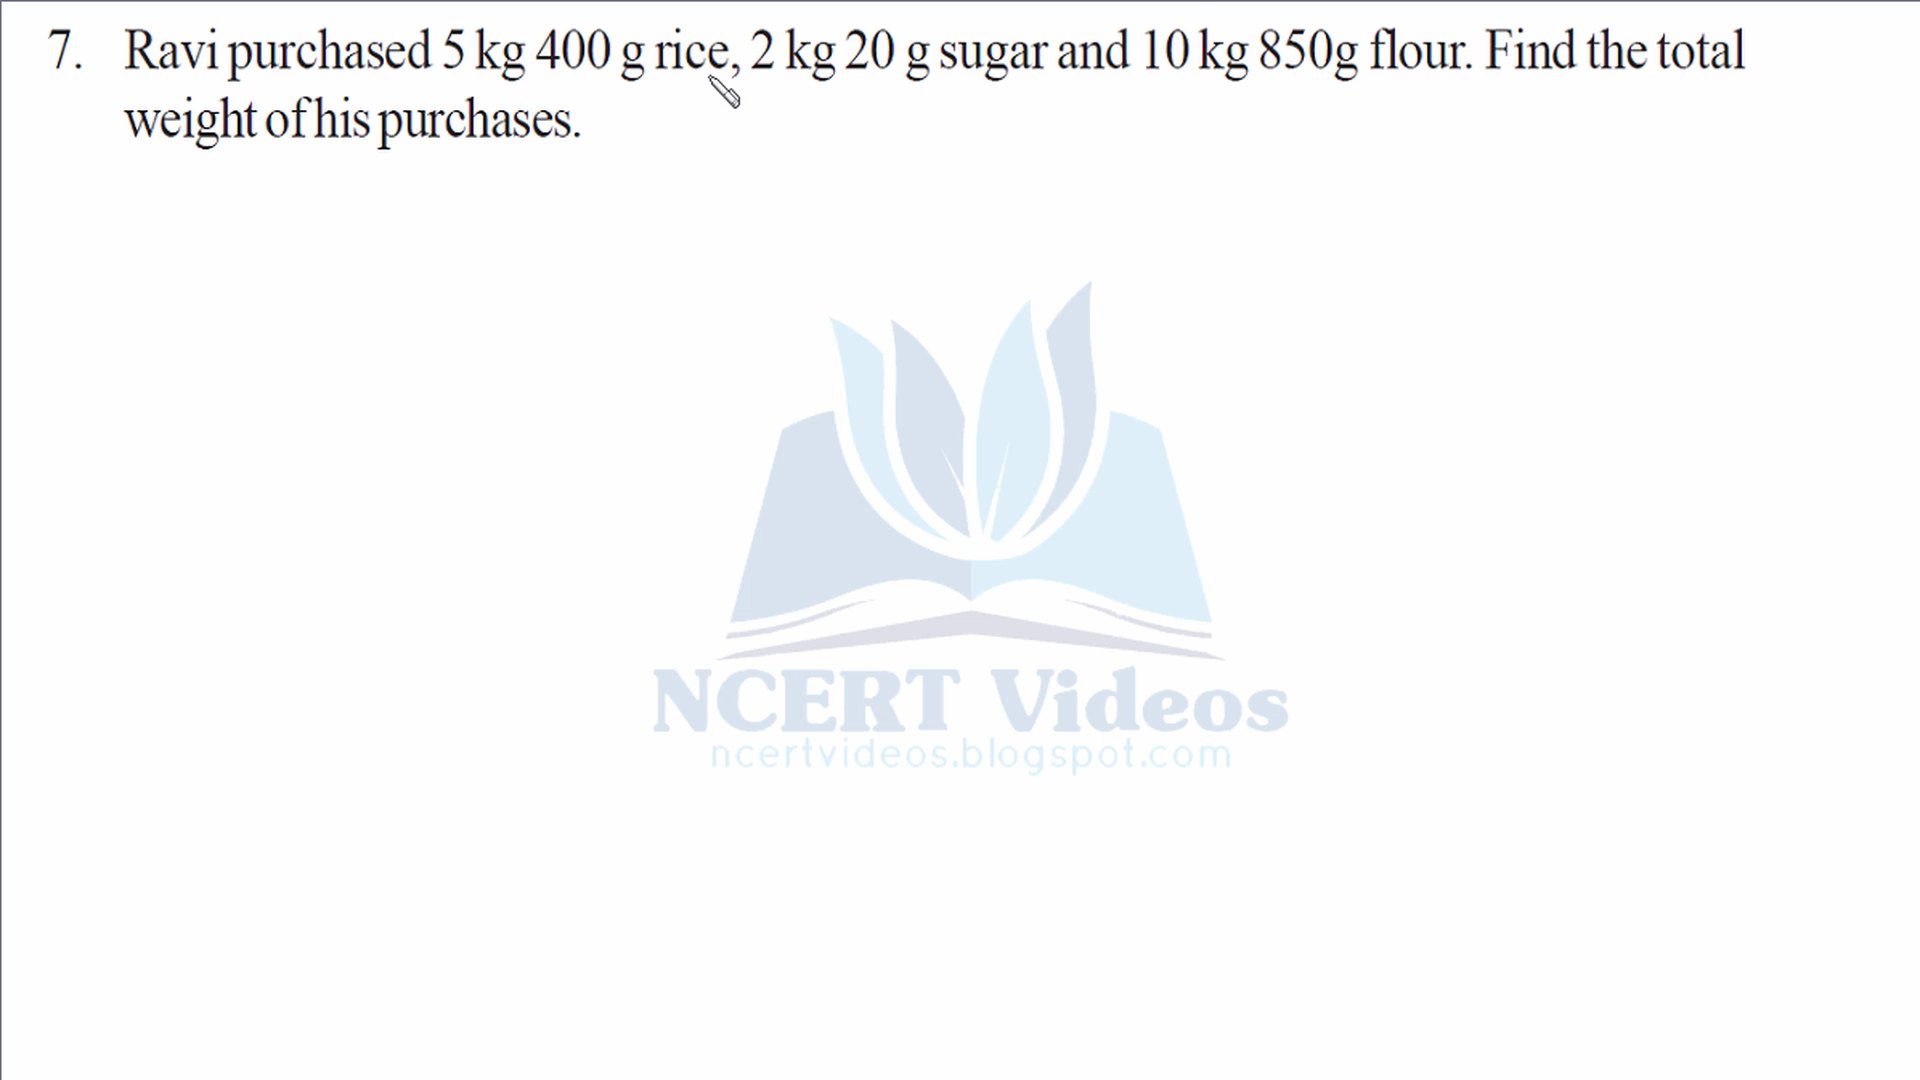 7. Ravi purchased 5 kg 400 g rice, 2 kg 20 g sugar and 10 kg 850g flour. Find the total
weight of his purchases.
NCERT Videos
ncertvideos.blogspot.com